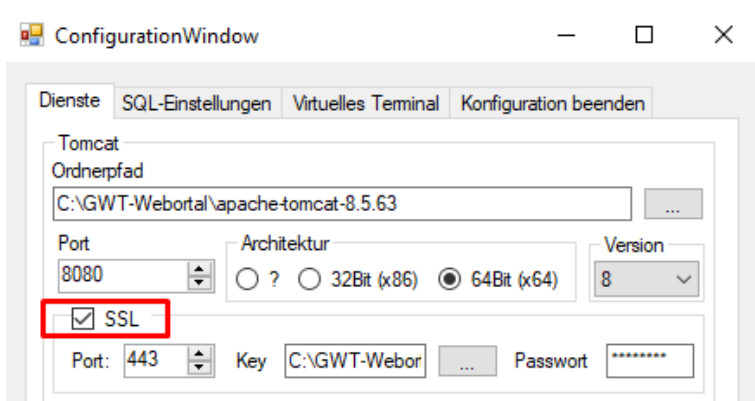 ConfigurationWindow
Dienste SQL-Einstellungen Virtuelles Terminal Konfiguration beenden
Tomcat
Ordnerpfad
C:\GWT-Webortal\apache-tomcat-8.5.63 ...
Port Architektur Version
8080 ? 32Bit (x86) 64Bit (x64) 8
SSL
Port: 443 Key C:\GWT-Webor ... Passwort ********